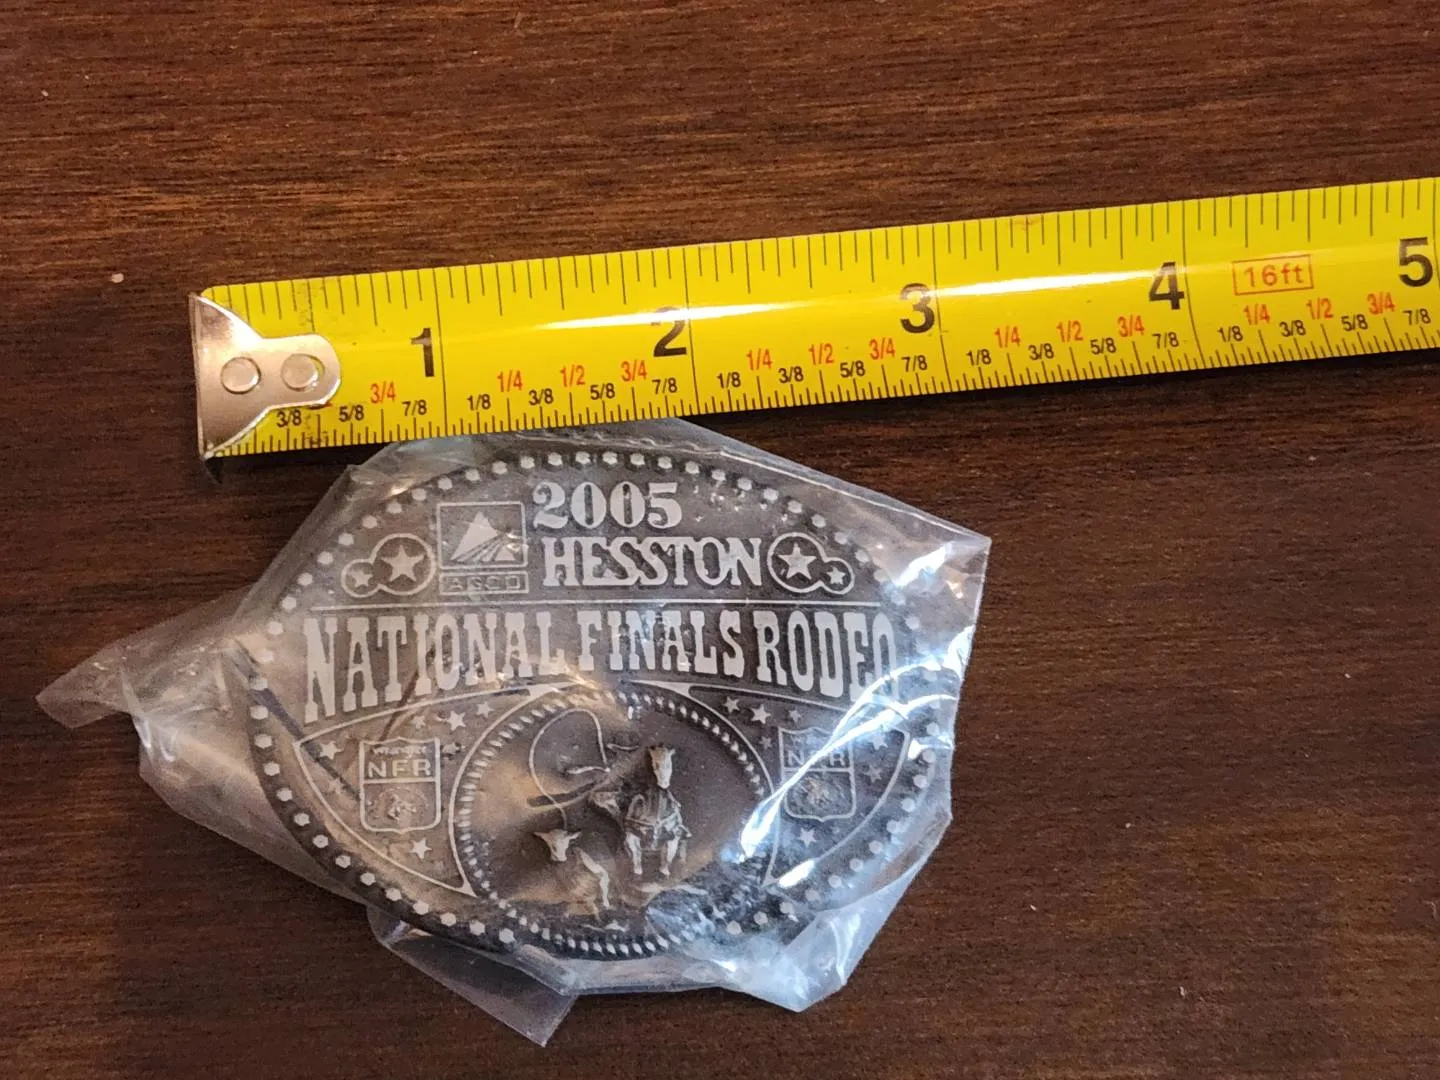 1 2 3 4 16ft 5
3/8 5/8 3/4 7/8 1/8 1/4 3/8 1/2 5/8 3/4 7/8 1/8 1/4 3/8 1/2 5/8 3/4 7/8 1/8 1/4 3/8 1/2 5/8 3/4 7/8 1/8 1/4 3/8 1/2 5/8 3/4 7/8
2005
AGCO HESSTON
NATIONAL FINALS RODEO
Wrangler
NFR NFR